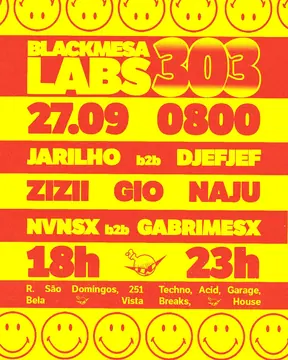 BLACKMESA
LABS 303
27.09 0800
JARILHO b2b DJEFJEF
ZIZII GIO NAJU
NVNSX b2b GABRIMESX
18h 23h
R. São Domingos, 251
Bela Vista
Techno, Acid, Garage,
Breaks, House